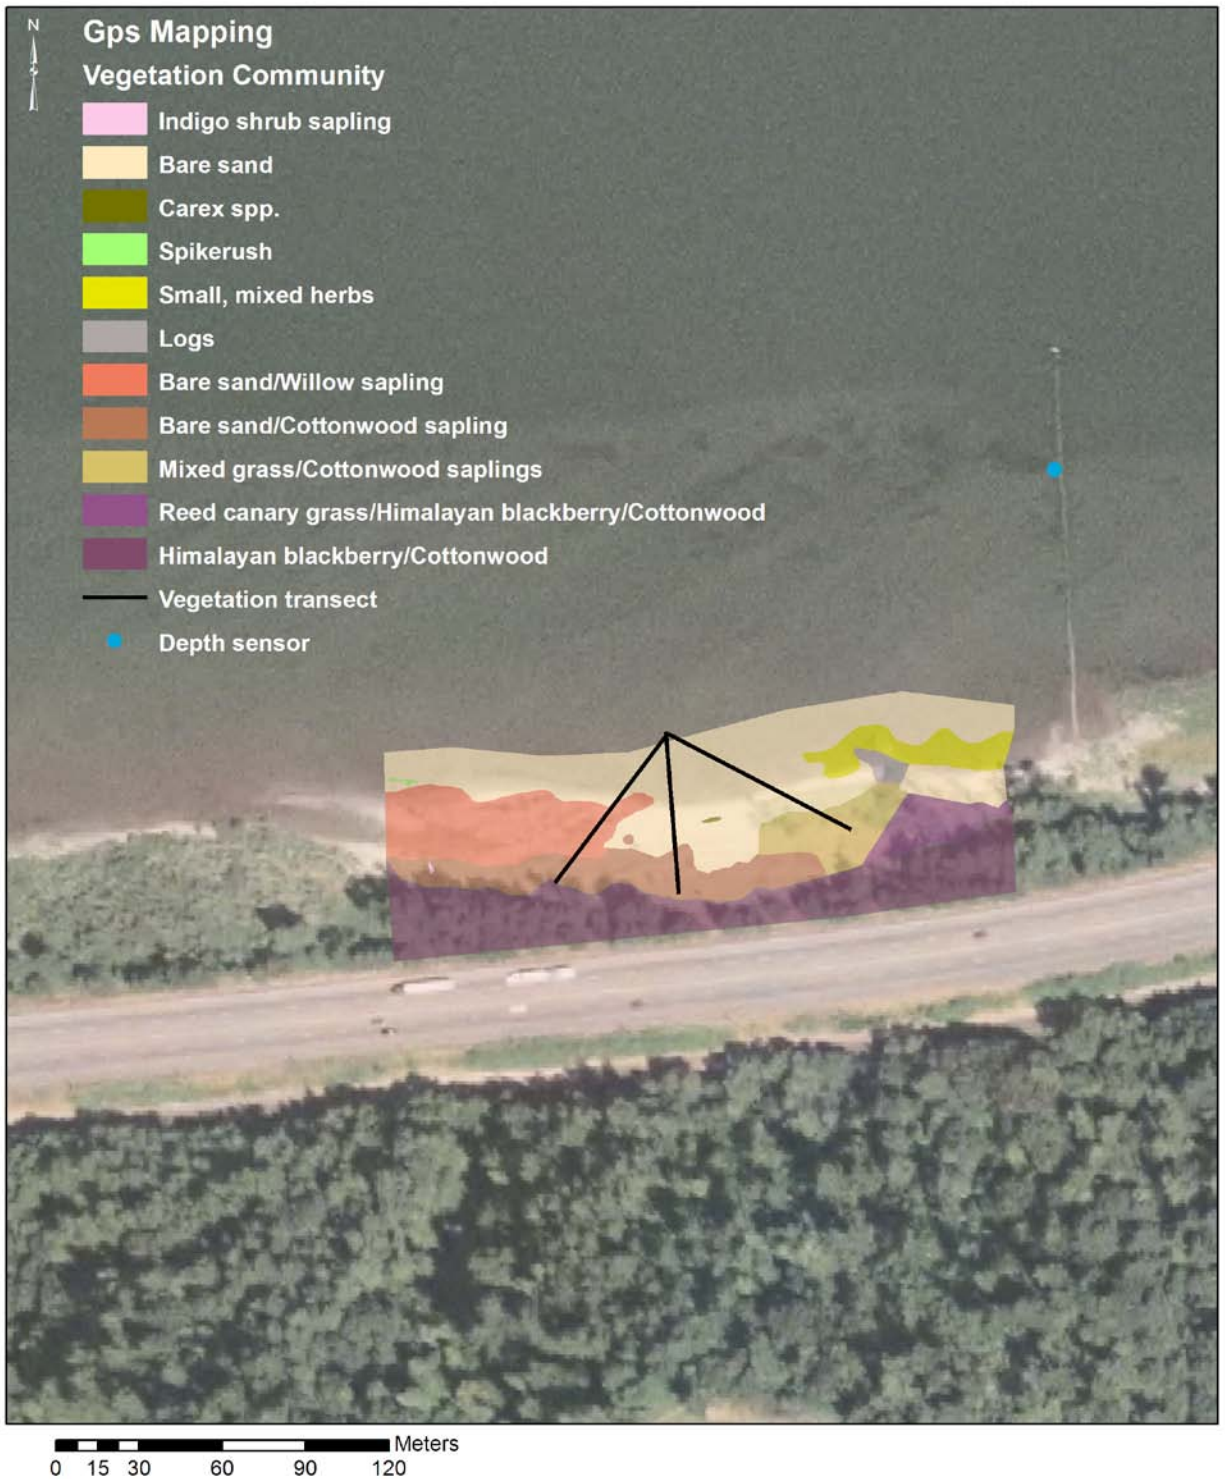 N
Gps Mapping
Vegetation Community
Indigo shrub sapling
Bare sand
Carex spp.
Spikerush
Small, mixed herbs
Logs
Bare sand/Willow sapling
Bare sand/Cottonwood sapling
Mixed grass/Cottonwood saplings
Reed canary grass/Himalayan blackberry/Cottonwood
Himalayan blackberry/Cottonwood
Vegetation transect
Depth sensor
Meters
0 15 30 60 90 120